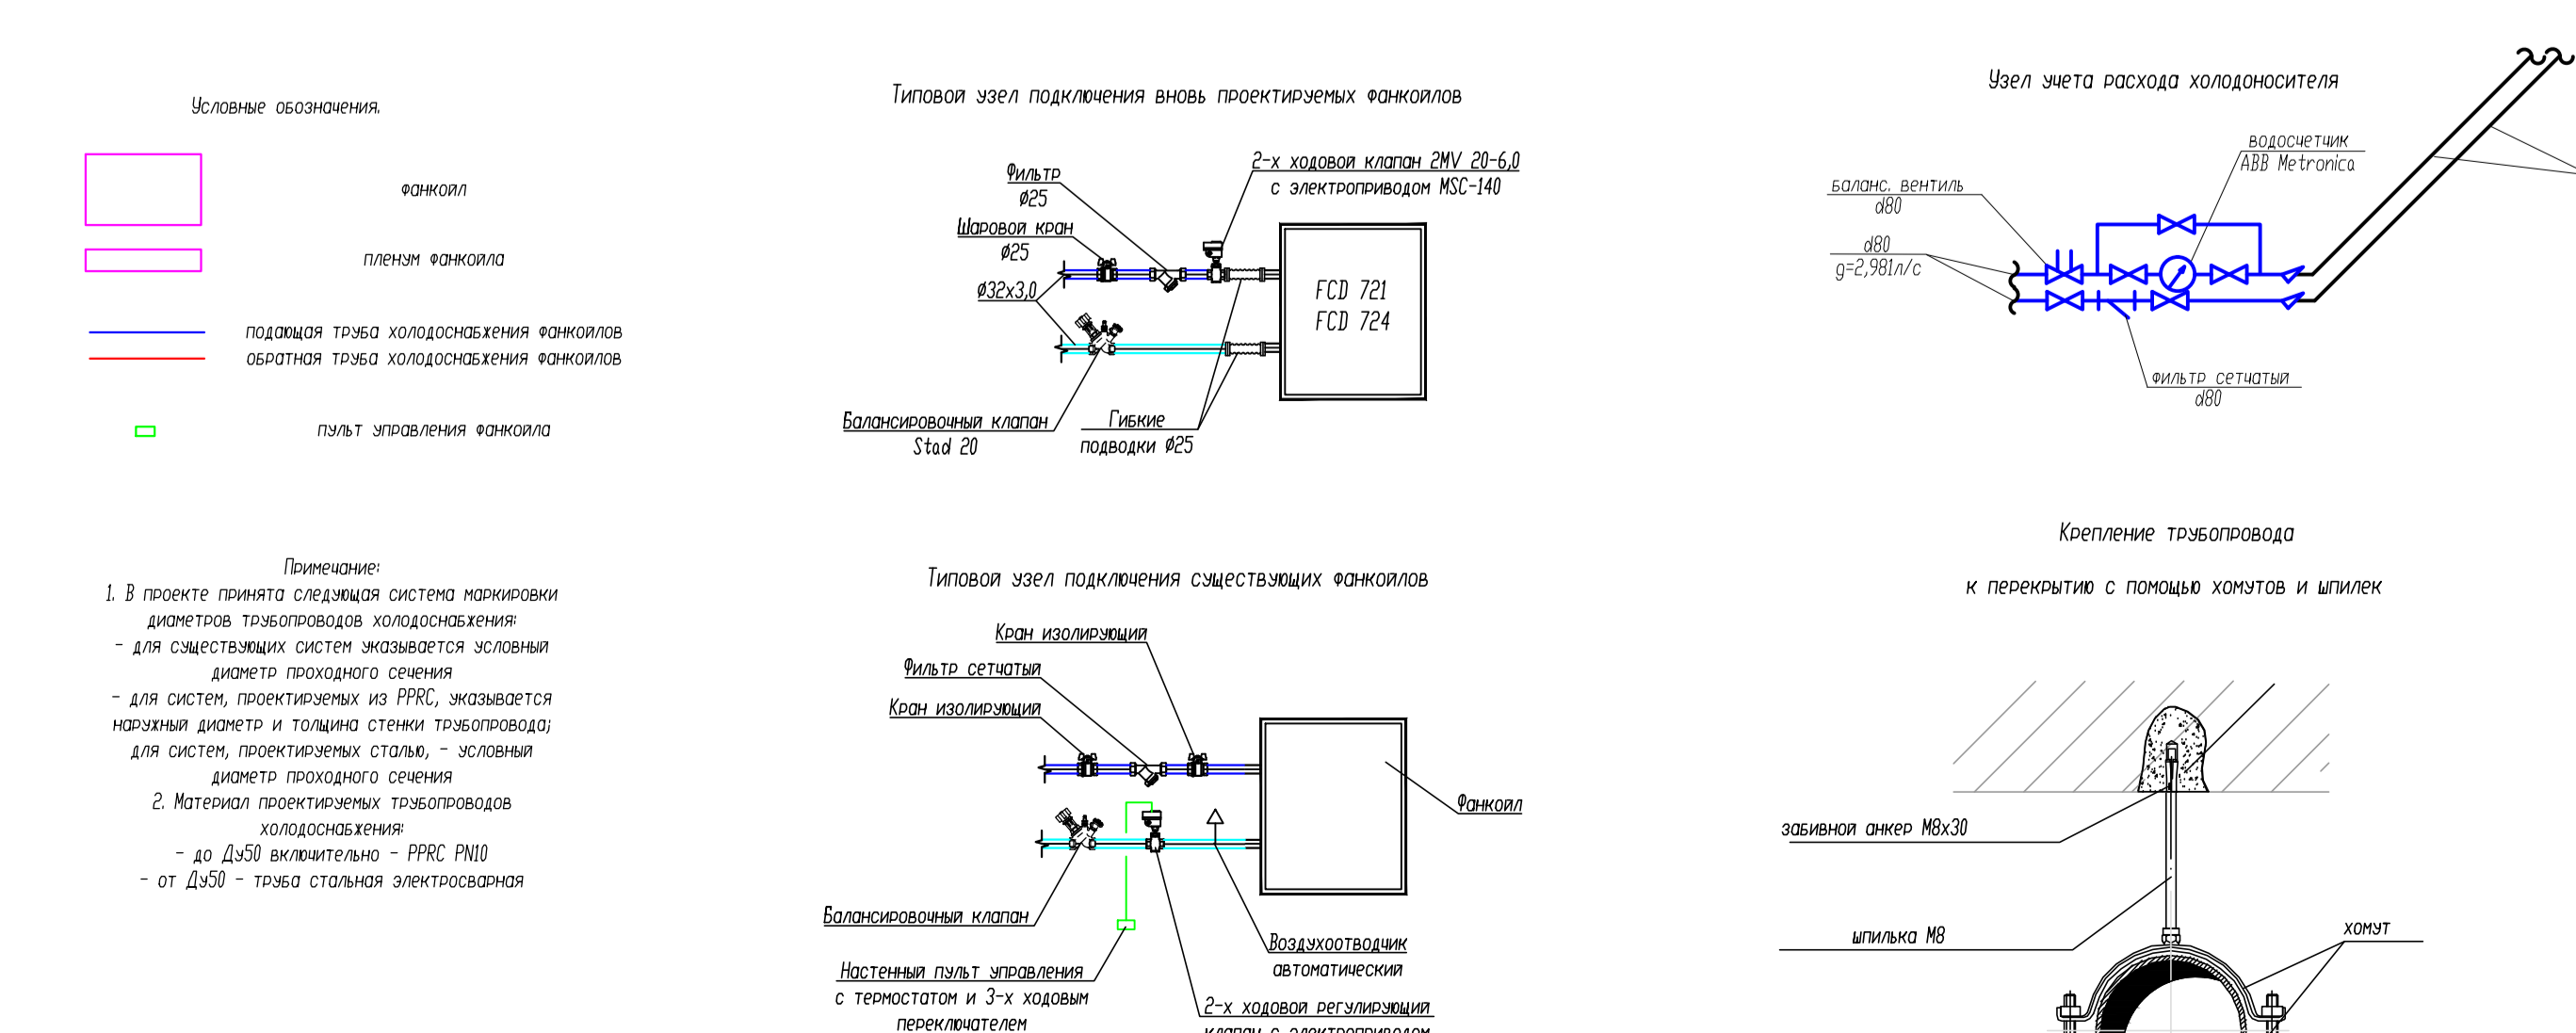 Условные обозначения.
фанкойл
пленум фанкойла
подающая труба холодоснабжения фанкойлов
обратная труба холодоснабжения фанкойлов
пульт управления фанкойла
Примечание:
1. В проекте принята следующая система маркировки
диаметров трубопроводов холодоснабжения:
- для существующих систем указывается условный
диаметр проходного сечения
- для систем, проектируемых из PPRC, указывается
наружный диаметр и толщина стенки трубопровода;
для систем, проектируемых сталью, - условный
диаметр проходного сечения
2. Материал проектируемых трубопроводов
холодоснабжения:
- до Ду50 включительно - PPRC PN10
- от Ду50 - труба стальная электросварная
Типовой узел подключения вновь проектируемых фанкойлов
2-х ходовой клапан 2MV 20-6,0
с электроприводом MSC-140
Фильтр
Ø25
Шаровой кран
Ø25
Ø32x3,0
FCD 721
FCD 724
Балансировочный клапан
Stad 20
Гибкие
подводки Ø25
Типовой узел подключения существующих фанкойлов
Кран изолирующий
Фильтр сетчатый
Кран изолирующий
Фанкойл
Балансировочный клапан
Воздухоотводчик
автоматический
Настенный пульт управления
с термостатом и 3-х ходовым
переключателем
2-х ходовой регулирующий
клапан с электроприводом
Узел учета расхода холодоносителя
водосчетчик
ABB Metronica
баланс. вентиль
d80
d80
g=2,981л/с
фильтр сетчатый
d80
Крепление трубопровода
к перекрытию с помощью хомутов и шпилек
забивной анкер М8х30
шпилька М8
хомут